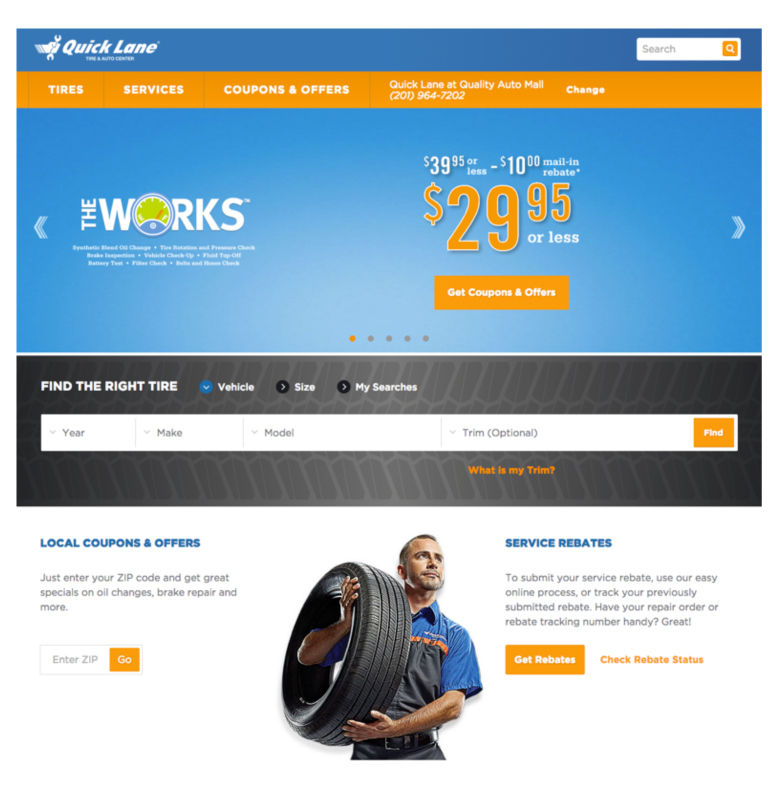 Quick Lane
TIRE & AUTO CENTER
Search
TIRES
SERVICES
COUPONS & OFFERS
Quick Lane at Quality Auto Mall
(201) 964-7202
Change
THE WORKS™
Synthetic Blend Oil Change • Tire Rotation and Pressure Check
Brake Inspection • Vehicle Check-Up • Fluid Top-Off
Battery Test • Filter Check • Belts and Hoses Check
$39.95 or less - $10.00 mail-in rebate*
$29.95
or less
Get Coupons & Offers
FIND THE RIGHT TIRE
Vehicle
Size
My Searches
Year
Make
Model
Trim (Optional)
Find
What is my Trim?
LOCAL COUPONS & OFFERS
Just enter your ZIP code and get great
specials on oil changes, brake repair and
more.
Enter ZIP
Go
SERVICE REBATES
To submit your service rebate, use our easy
online process, or track your previously
submitted rebate. Have your repair order or
rebate tracking number handy? Great!
Get Rebates
Check Rebate Status